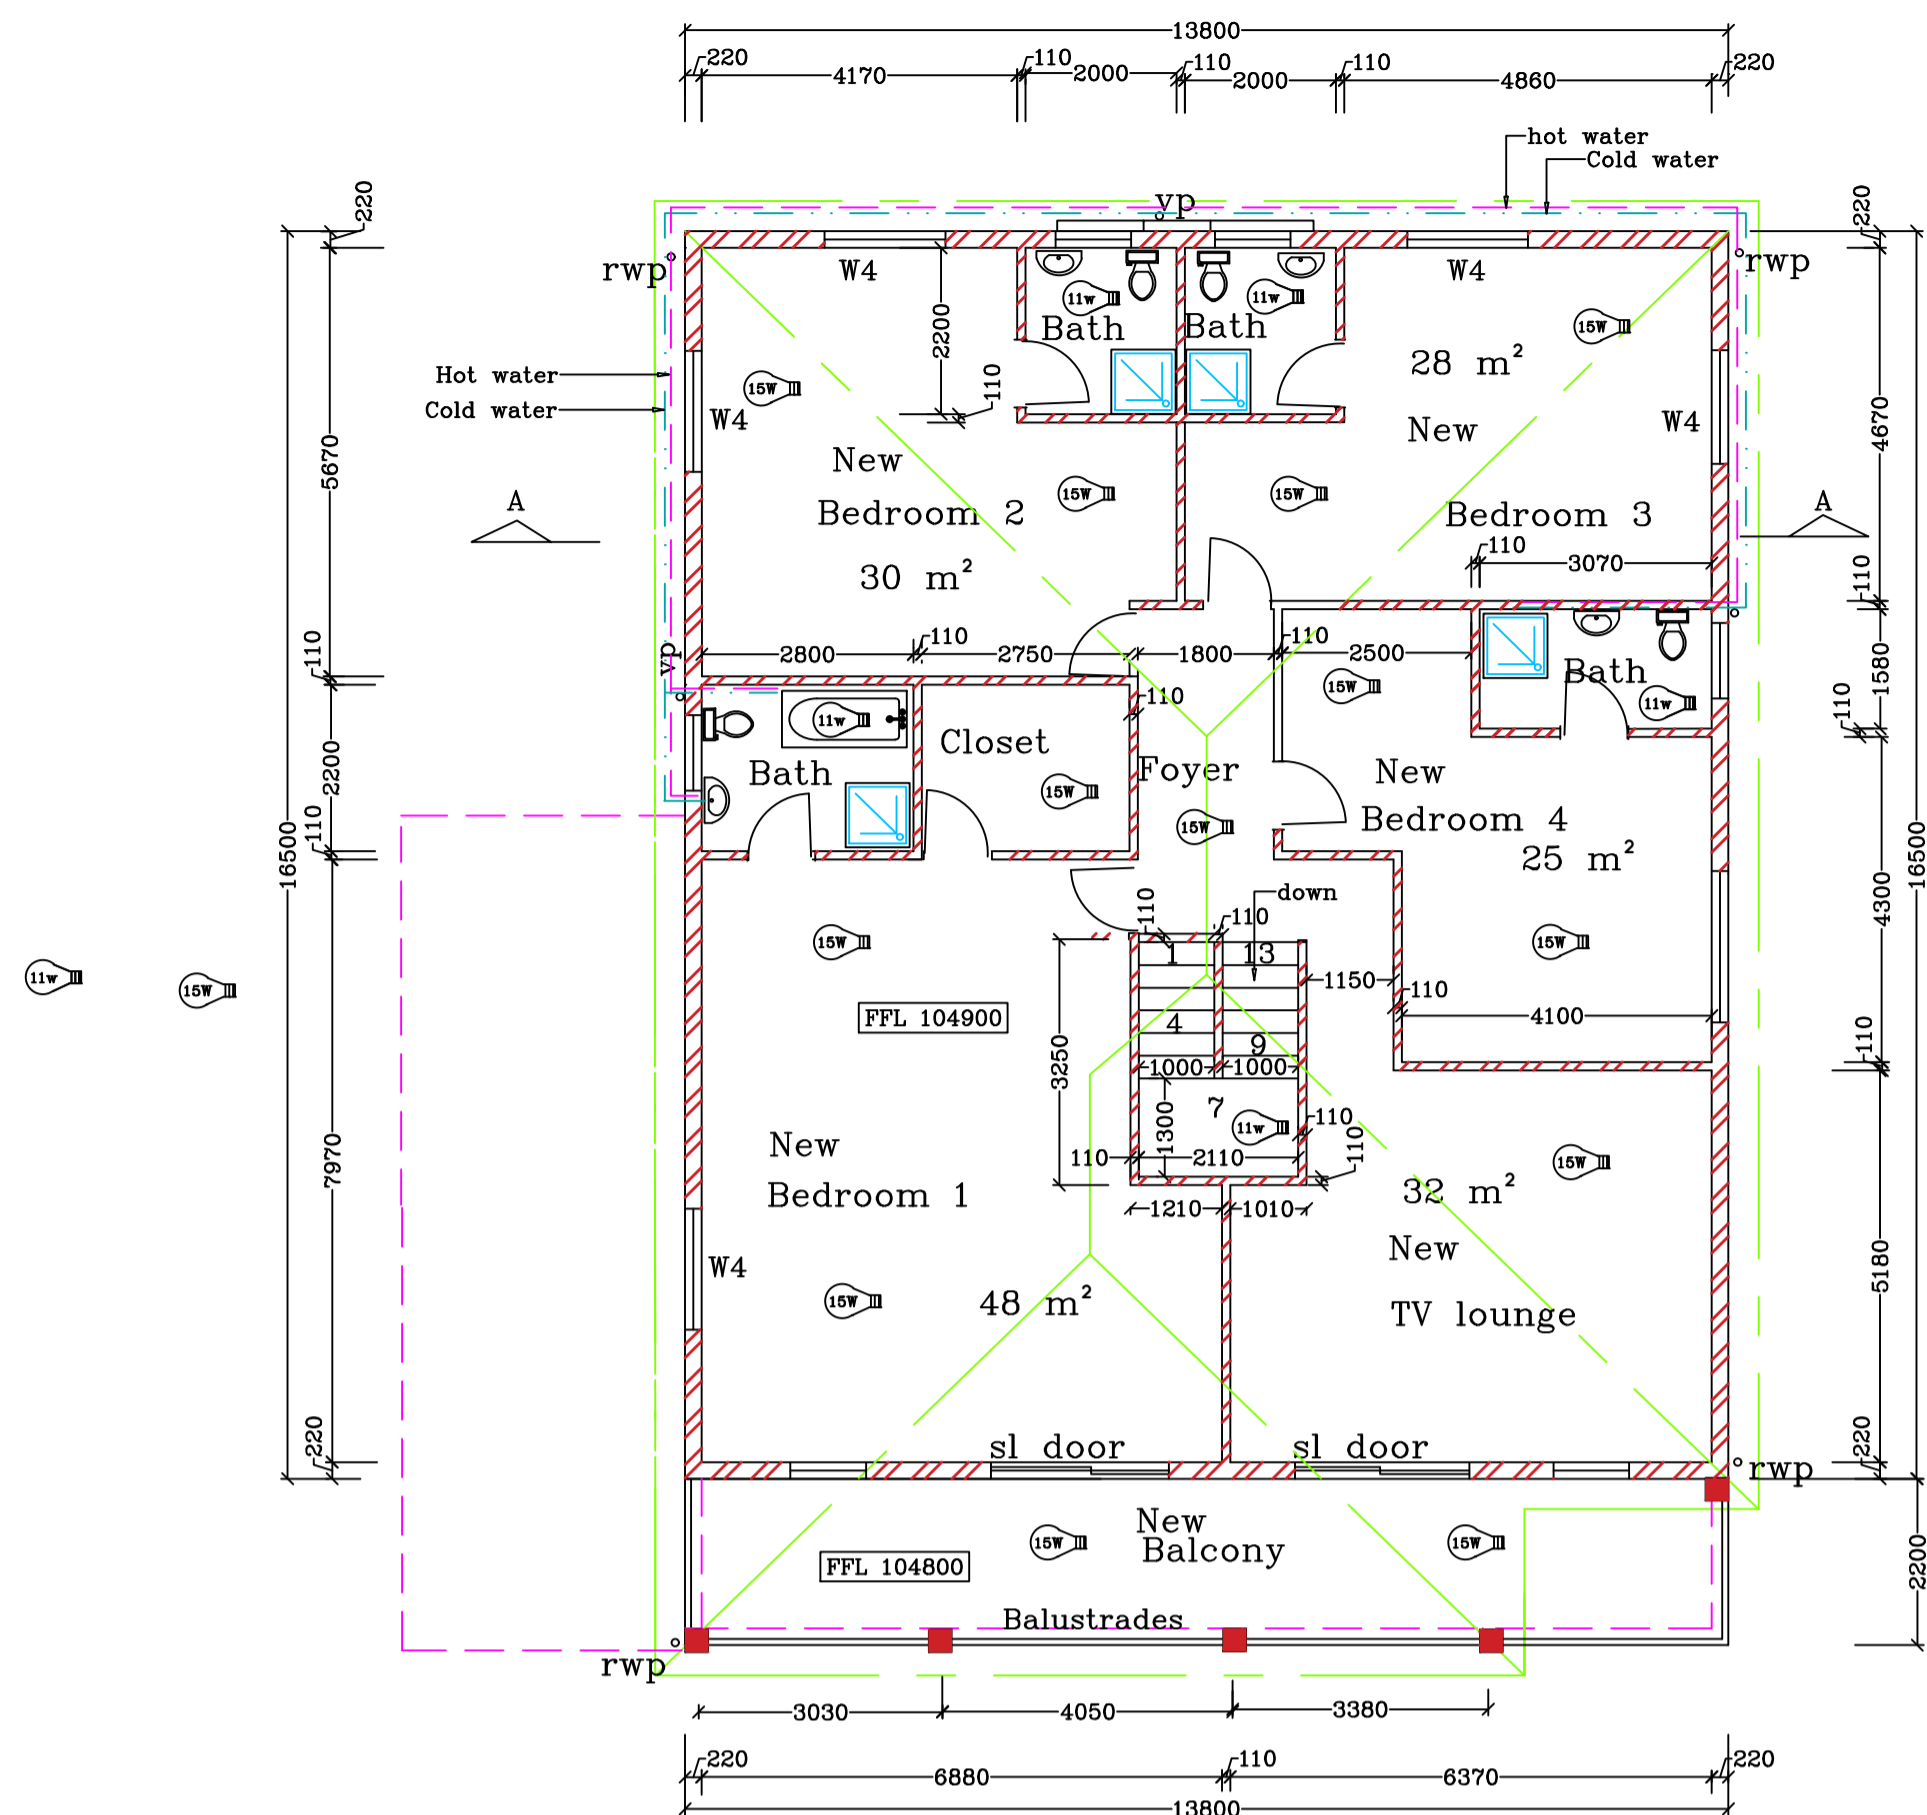 13800
220
4170
110
2000
110
2000
110
4860
220
hot water
Cold water
vp
220
220
rwp
rwp
W4
W4
11w
11w
Bath
Bath
15W
2200
110
28 m²
Hot water
Cold water
15W
W4
New
W4
5670
4670
New
15W
15W
A
A
Bedroom 2
Bedroom 3
30 m²
110
3070
110
110
vp
2800
110
2750
1800
110
2500
1580
15W
Bath
11w
110
110
11w
Closet
Foyer
New
2200
Bath
15W
15W
Bedroom 4
110
16500
16500
25 m²
4300
down
110
110
15W
1
13
15W
11w
15W
1150
110
FFL 104900
4
4100
9
3250
1000
1000
110
7
1300
11w
110
110
New
110
2110
15W
7970
Bedroom 1
32 m²
1210
1010
New
W4
5180
15W
48 m²
TV lounge
220
220
sl door
sl door
rwp
New
15W
15W
Balcony
FFL 104800
2200
Balustrades
rwp
3030
4050
3380
220
6880
110
6370
220
13800